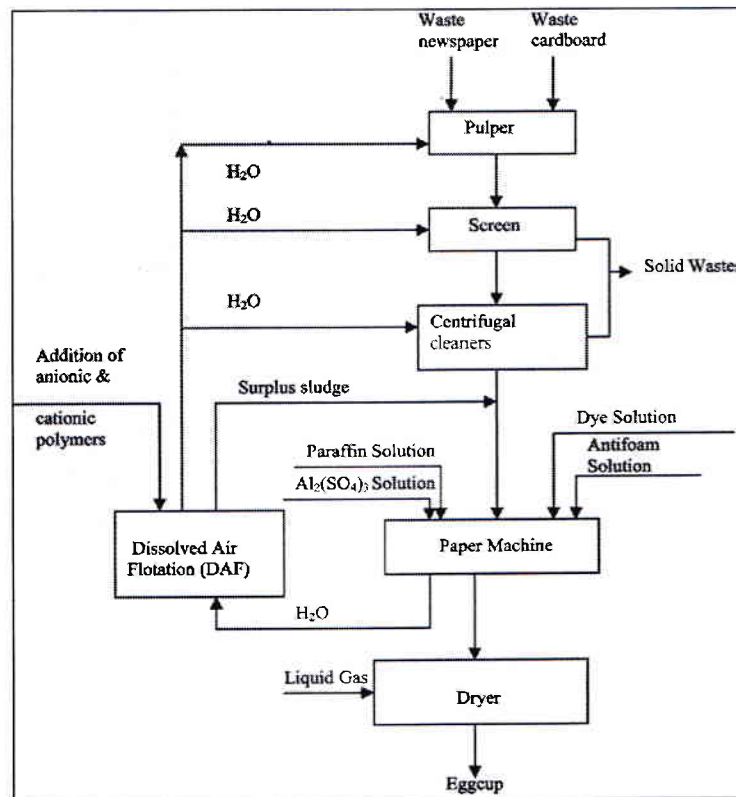 Waste
newspaper
Waste
cardboard
Pulper
H₂O
H₂O
Screen
Solid Wastes
H₂O
Centrifugal
cleaners
Addition of
anionic &
cationic
polymers
Surplus sludge
Dye Solution
Paraffin Solution
Antifoam
Solution
Al₂(SO₄)₃ Solution
Dissolved Air
Flotation (DAF)
Paper Machine
H₂O
Liquid Gas
Dryer
Eggcup